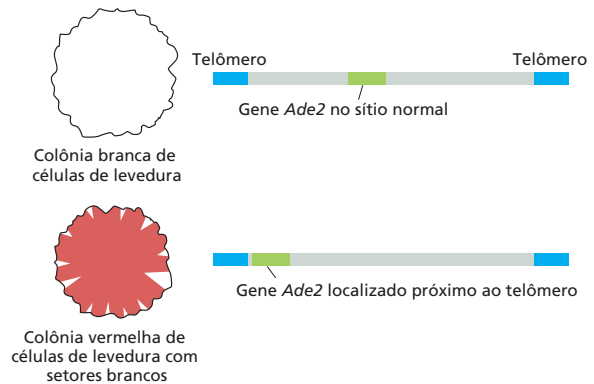 Telômero
Telômero
Gene Ade2 no sítio normal
Colônia branca de
células de levedura
Gene Ade2 localizado próximo ao telômero
Colônia vermelha de
células de levedura com
setores brancos